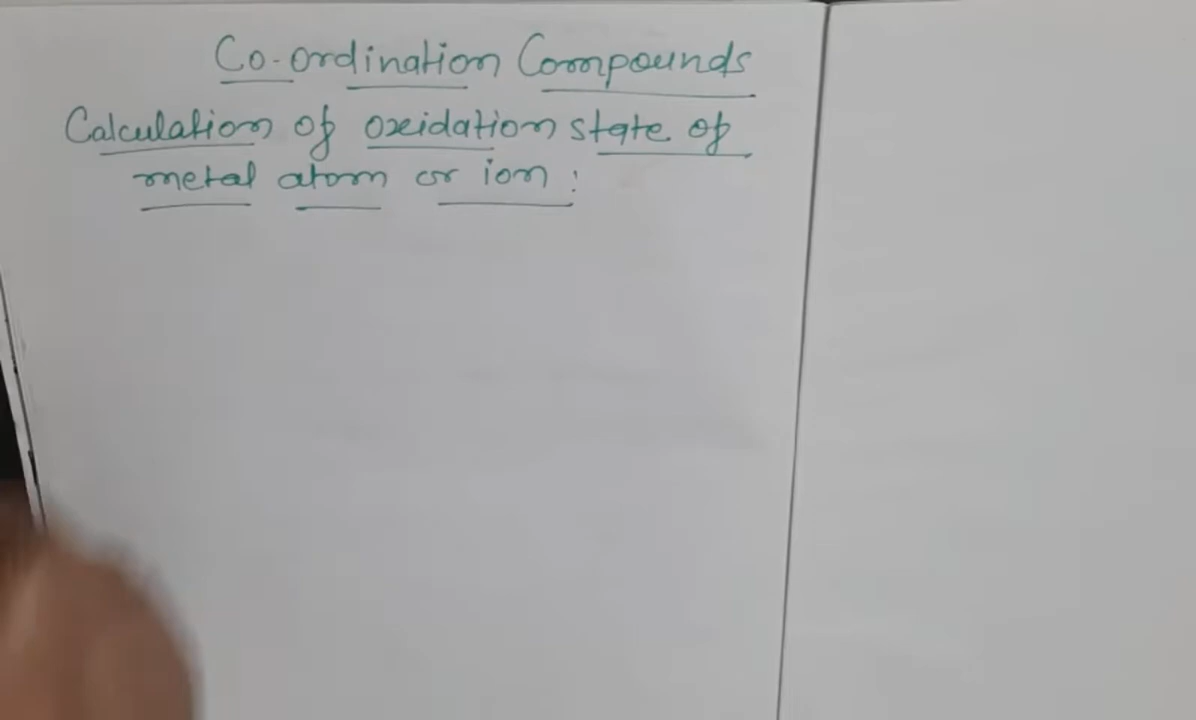 Co-ordination Compounds
Calculation of oxidation state of
metal atom or ion :